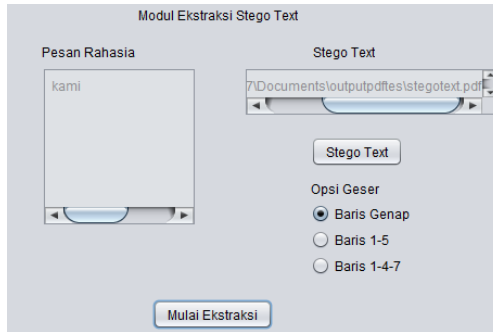 Modul Ekstraksi Stego Text
Pesan Rahasia
Stego Text
kami
7\Documents\outputpdftes\stegotext.pdf
Stego Text
Opsi Geser
Baris Genap
Baris 1-5
Baris 1-4-7
Mulai Ekstraksi